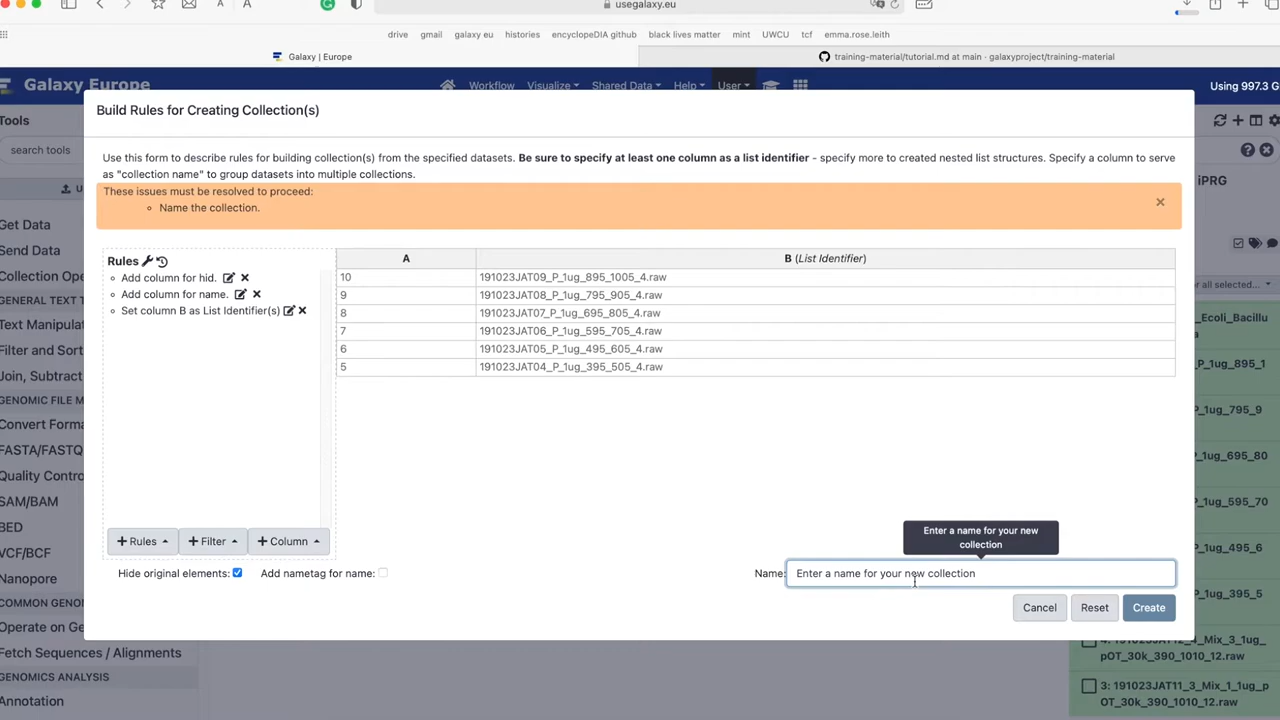 usegalaxy.eu
drive gmail galaxy eu histories encyclopeDIA github black lives matter mint UWCU tcf emma.rose.leith
Galaxy | Europe
training-material/tutorial.md at main · galaxyproject/training-material
Galaxy Europe
Workflow Visualize Shared Data Help User
Using 997.3 G
Tools
search tools
Get Data
Send Data
Collection Ope
GENERAL TEXT T
Text Manipulat
Filter and Sort
Join, Subtract
GENOMIC FILE M
Convert Format
FASTA/FASTQ
Quality Contro
SAM/BAM
BED
VCF/BCF
Nanopore
COMMON GENOM
Operate on Ge
Fetch Sequences / Alignments
GENOMICS ANALYSIS
Annotation
Build Rules for Creating Collection(s)
Use this form to describe rules for building collection(s) from the specified datasets. Be sure to specify at least one column as a list identifier - specify more to created nested list structures. Specify a column to serve
as "collection name" to group datasets into multiple collections.
These issues must be resolved to proceed:
Name the collection.
Rules
Add column for hid.
Add column for name.
Set column B as List Identifier(s)
A B (List Identifier)
10 191023JAT09_P_1ug_895_1005_4.raw
9 191023JAT08_P_1ug_795_905_4.raw
8 191023JAT07_P_1ug_695_805_4.raw
7 191023JAT06_P_1ug_595_705_4.raw
6 191023JAT05_P_1ug_495_605_4.raw
5 191023JAT04_P_1ug_395_505_4.raw
+ Rules + Filter + Column
Hide original elements: Add nametag for name:
Enter a name for your new
collection
Name: Enter a name for your new collection
Cancel Reset Create
iPRG
or all selected...
_Ecoli_Bacillu
a
_P_1ug_895_1
_P_1ug_795_9
_P_1ug_695_80
_P_1ug_595_70
_P_1ug_495_6
_P_1ug_395_5
4: 191023JAT12_4_Mix_3_1ug_
pOT_30k_390_1010_12.raw
3: 191023JAT11_3_Mix_1_1ug_p
OT_30k_390_1010_12.raw